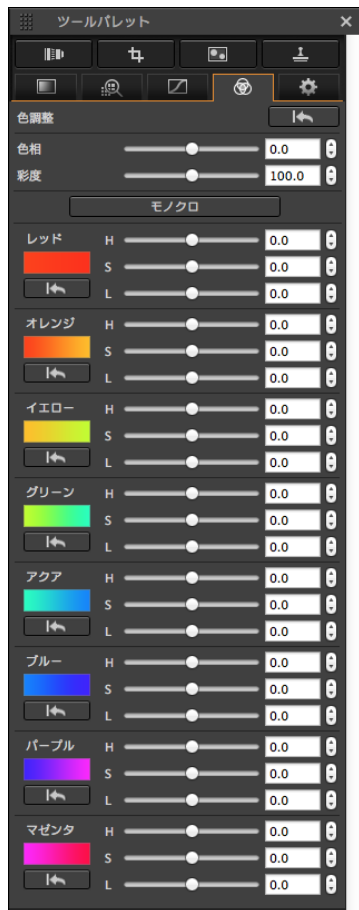 ツールパレット
色調整
色相 0.0
彩度 100.0
モノクロ
レッド H 0.0
S 0.0
L 0.0
オレンジ H 0.0
S 0.0
L 0.0
イエロー H 0.0
S 0.0
L 0.0
グリーン H 0.0
S 0.0
L 0.0
アクア H 0.0
S 0.0
L 0.0
ブルー H 0.0
S 0.0
L 0.0
パープル H 0.0
S 0.0
L 0.0
マゼンタ H 0.0
S 0.0
L 0.0